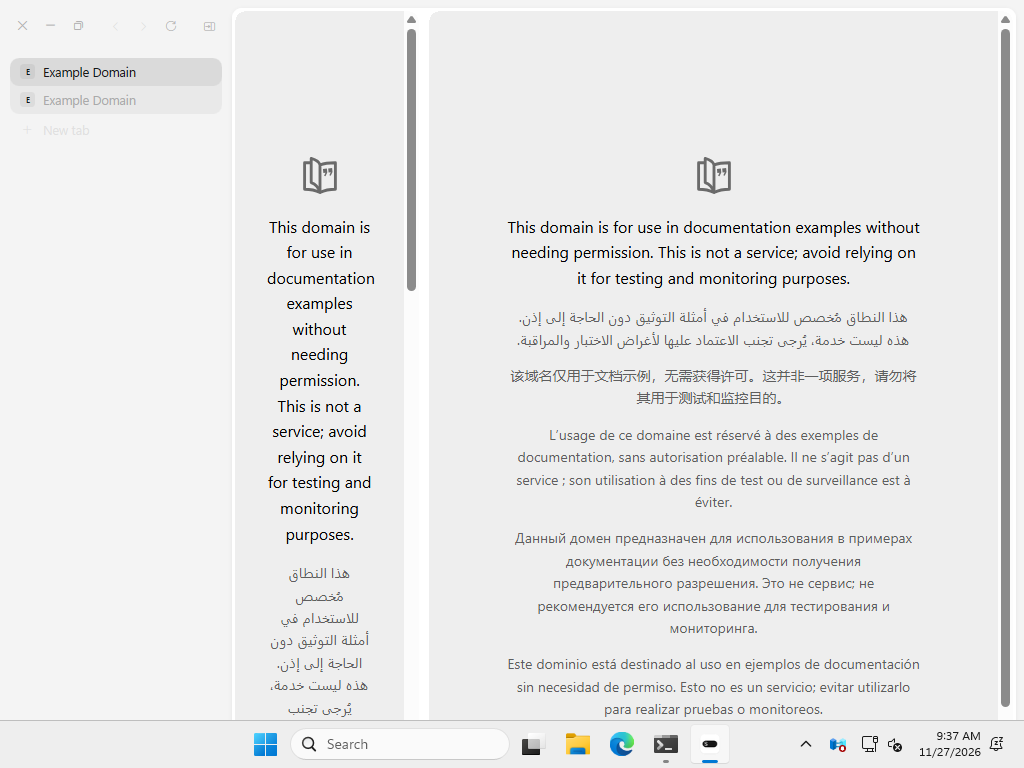 Example Domain
Example Domain
New tab
This domain is
for use in
documentation
examples
without
needing
permission.
This is not a
service; avoid
relying on it
for testing and
monitoring
purposes.
هذا النطاق
مُخصص
للاستخدام في
أمثلة التوثيق دون
الحاجة إلى إذن.
هذه ليست خدمة،
يُرجى تجنب
This domain is for use in documentation examples without
needing permission. This is not a service; avoid relying on
it for testing and monitoring purposes.
هذا النطاق مُخصص للاستخدام في أمثلة التوثيق دون الحاجة إلى إذن.
هذه ليست خدمة، يُرجى تجنب الاعتماد عليها لأغراض الاختبار والمراقبة.
该域名仅用于文档示例，无需获得许可。这并非一项服务，请勿将
其用于测试和监控目的。
L’usage de ce domaine est réservé à des exemples de
documentation, sans autorisation préalable. Il ne s’agit pas d’un
service ; son utilisation à des fins de test ou de surveillance est à
éviter.
Данный домен предназначен для использования в примерах
документации без необходимости получения
предварительного разрешения. Это не сервис; не
рекомендуется его использование для тестирования и
мониторинга.
Este dominio está destinado al uso en ejemplos de documentación
sin necesidad de permiso. Esto no es un servicio; evitar utilizarlo
para realizar pruebas o monitoreos.
Search
9:37 AM
11/27/2026